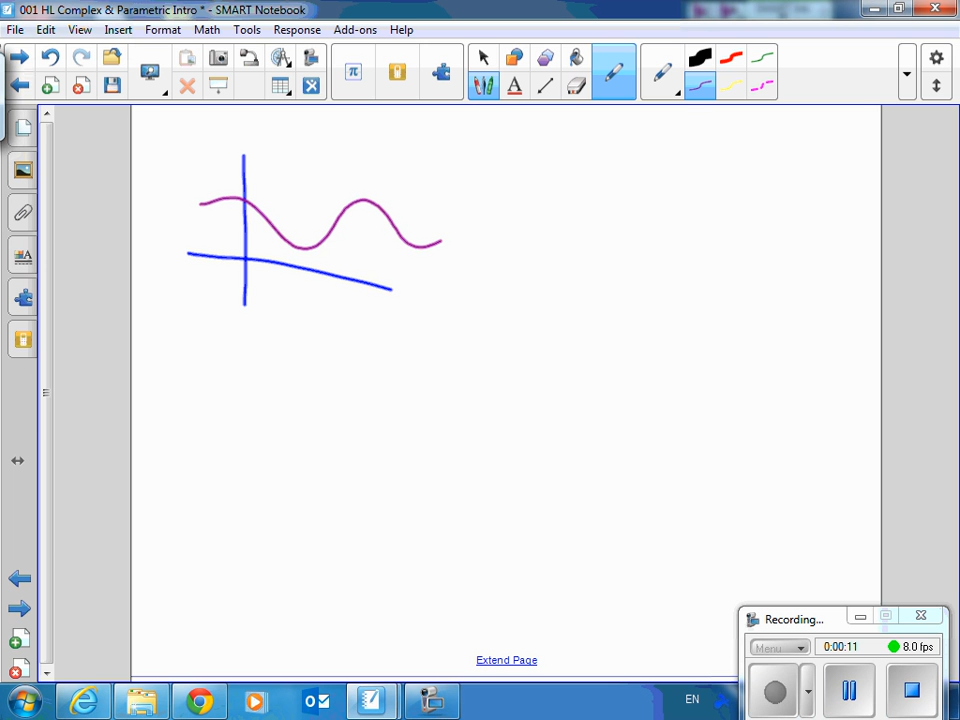 001 HL Complex & Parametric Intro * - SMART Notebook
File Edit View Insert Format Math Tools Response Add-ons Help
π A
Extend Page
Recording...
Menu 0:00:11 8.0 fps
EN